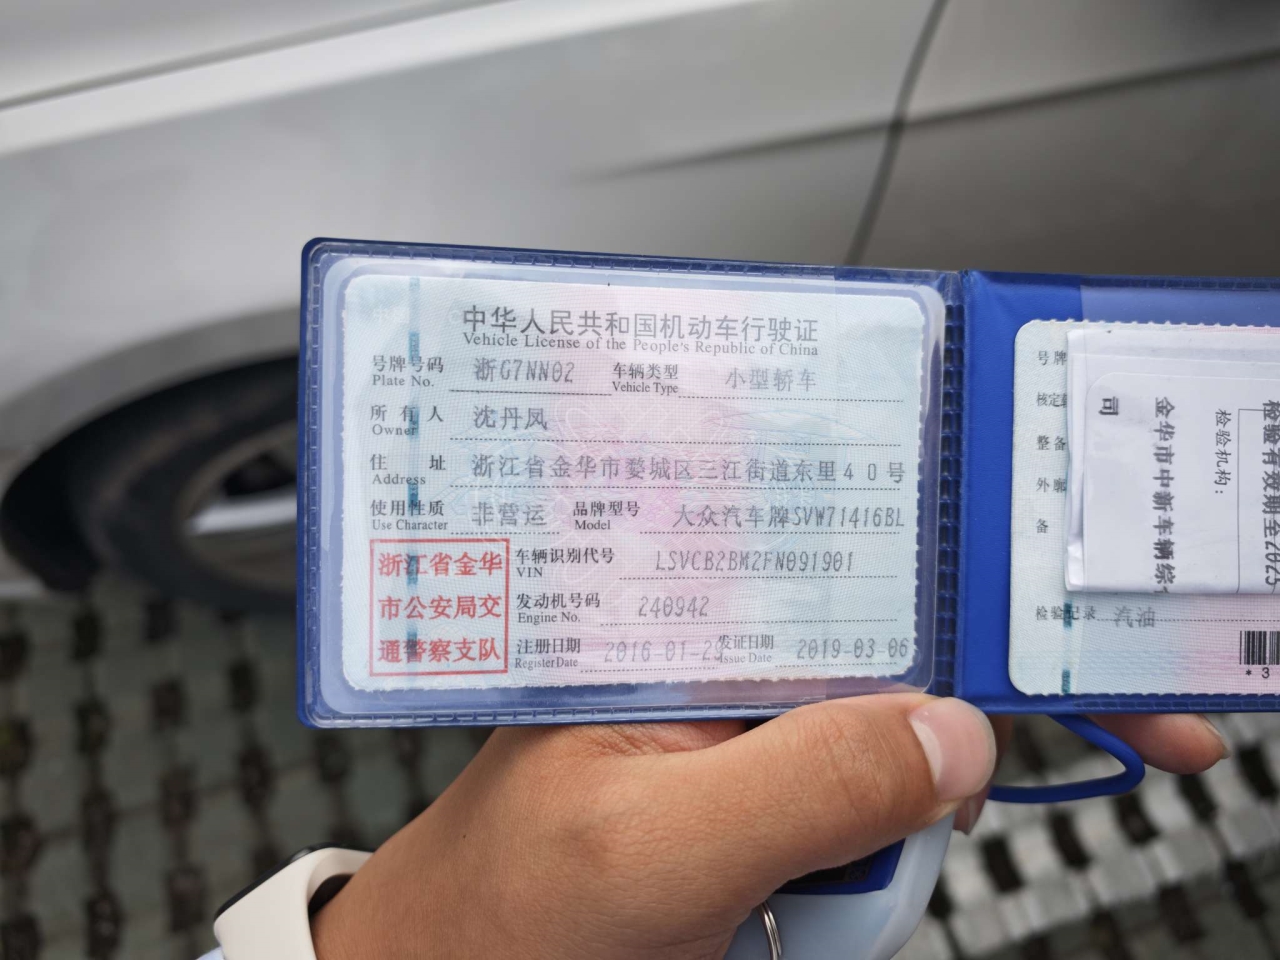 中华人民共和国机动车行驶证
Vehicle License of the People's Republic of China
号牌号码 浙G7NN02 车辆类型 小型轿车
Plate No. Vehicle Type
所有人 沈丹凤
Owner
住址 浙江省金华市婺城区三江街道东里40号
Address
使用性质 非营运 品牌型号 大众汽车牌SVW71416BL
Use Character Model
浙江省金华
市公安局交
通警察支队
车辆识别代号 LSVCB2BM2FN091901
VIN
发动机号码 240942
Engine No.
注册日期 2016-01-29 发证日期 2019-03-06
Register Date Issue Date
号牌
核定
整备
外廓
备
检验记录 汽油
检验有效期至2025
检验机构：
金华市中新车辆综
司
*3